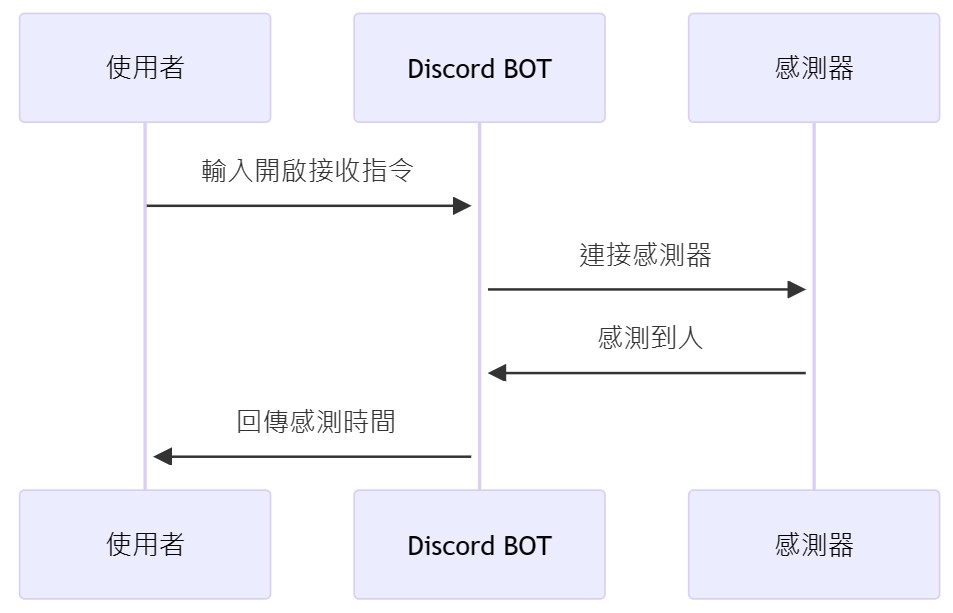 使用者
Discord BOT
感測器
輸入開啟接收指令
連接感測器
感測到人
回傳感測時間
使用者
Discord BOT
感測器